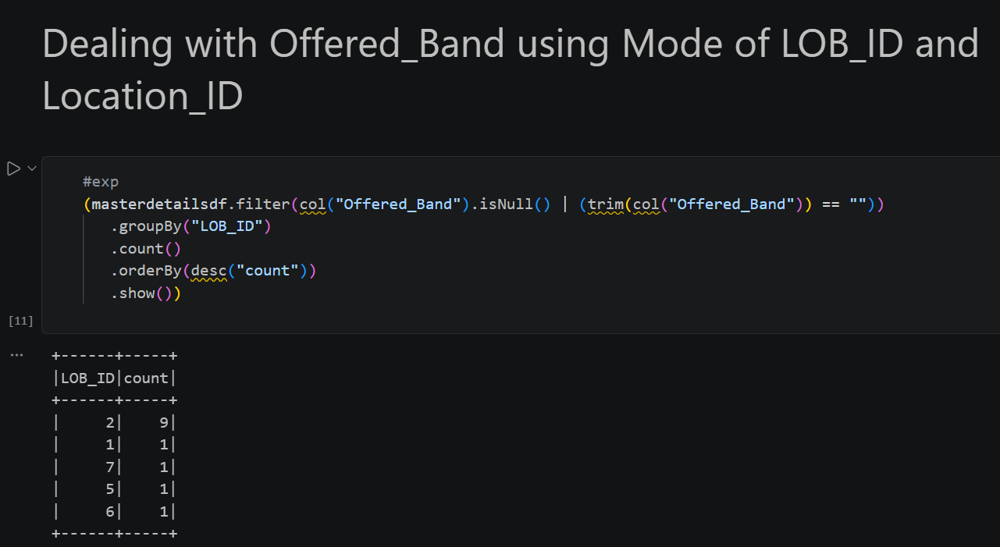 Dealing with Offered_Band using Mode of LOB_ID and
Location_ID
#exp
(masterdetailsdf.filter(col("Offered_Band").isNull() | (trim(col("Offered_Band")) == ""))
.groupBy("LOB_ID")
.count()
.orderBy(desc("count"))
.show())
[11]
...
+------+-----+
|LOB_ID|count|
+------+-----+
|     2|    9|
|     1|    1|
|     7|    1|
|     5|    1|
|     6|    1|
+------+-----+